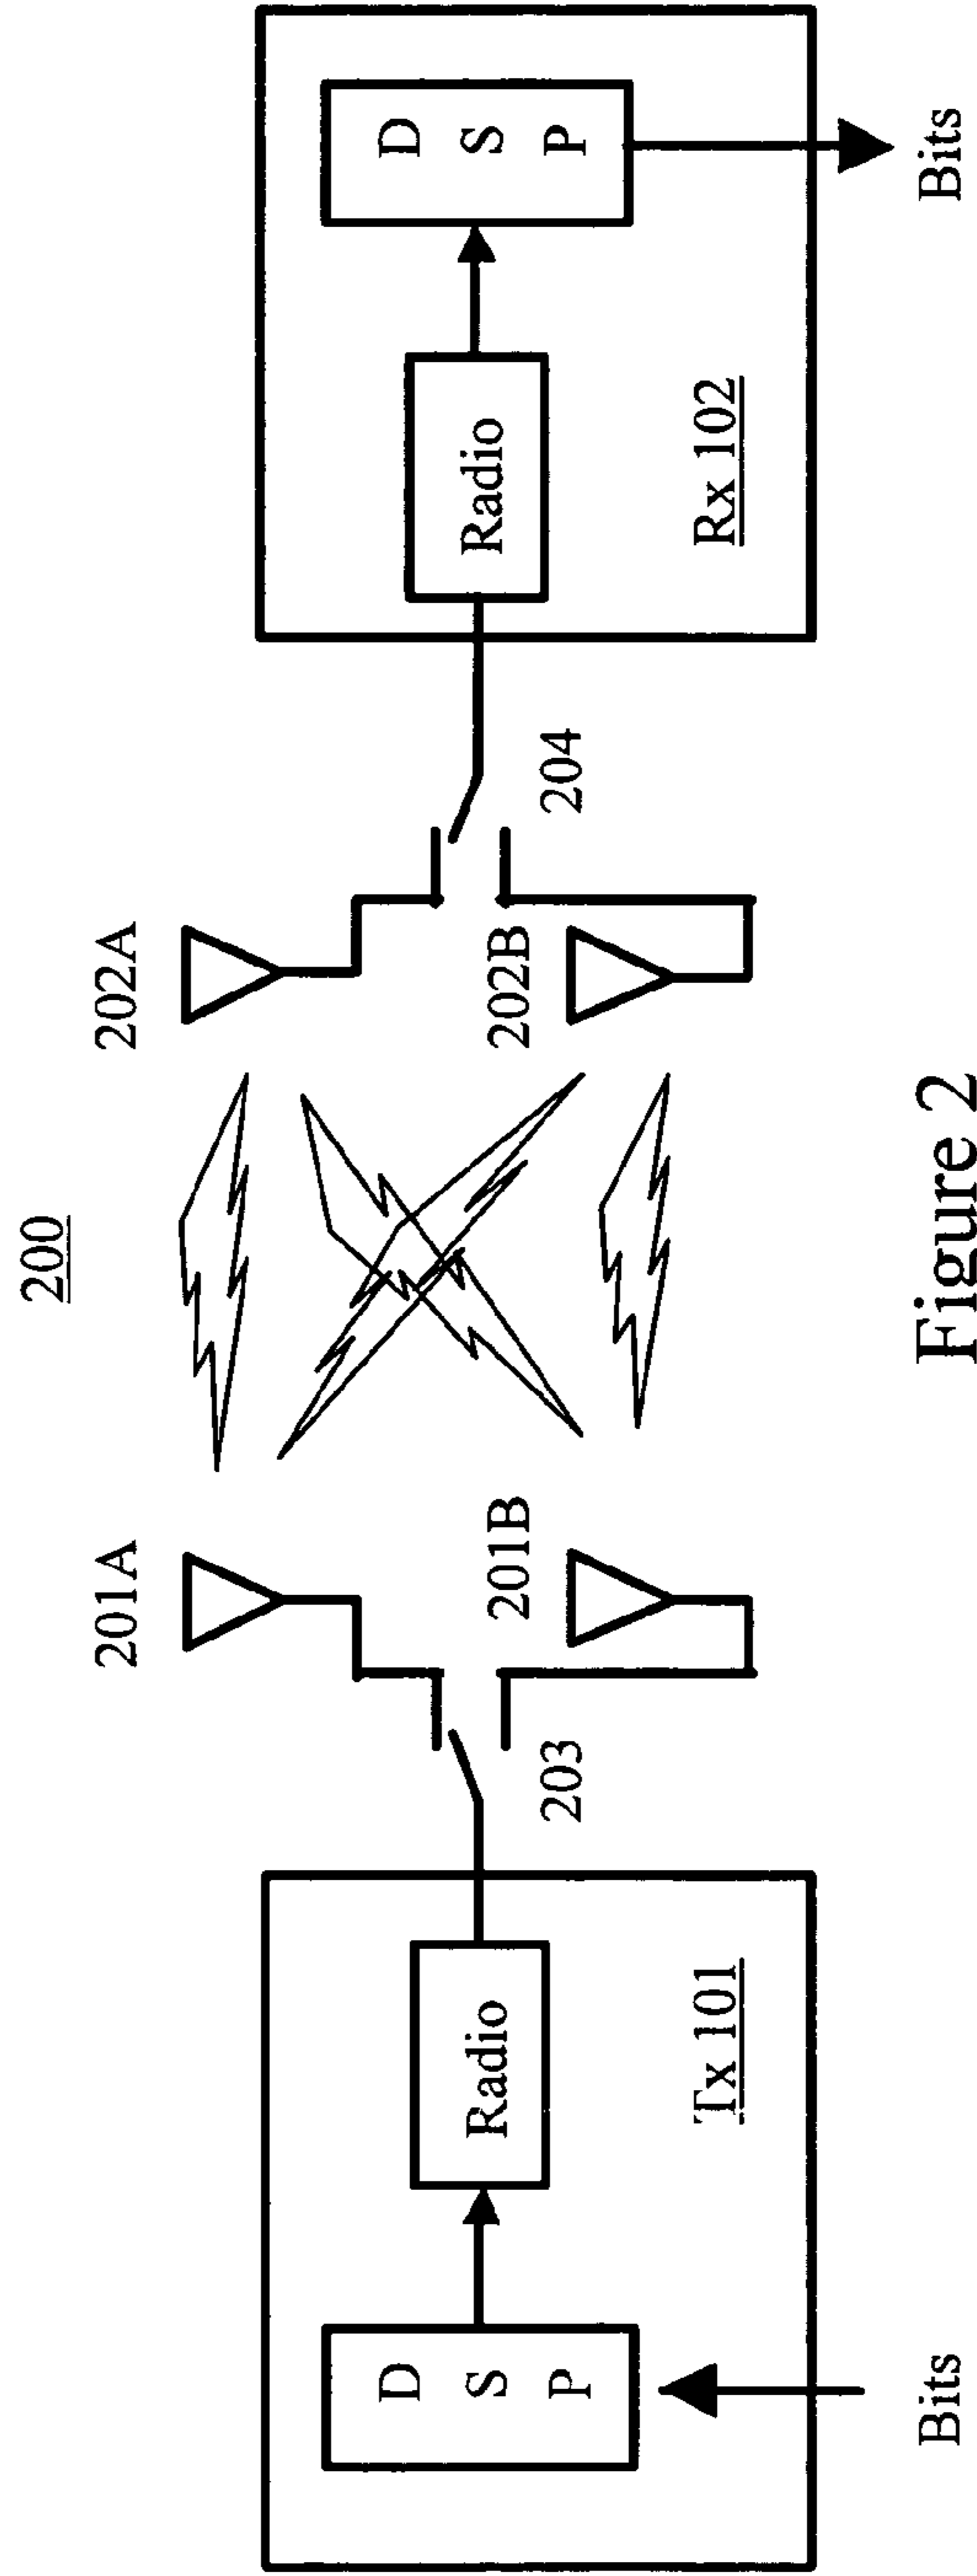 200
201A
202A
D
S
P
Radio
Radio
D
S
P
201B
202B
203
204
Tx 101
Rx 102
Bits
Bits
Figure 2